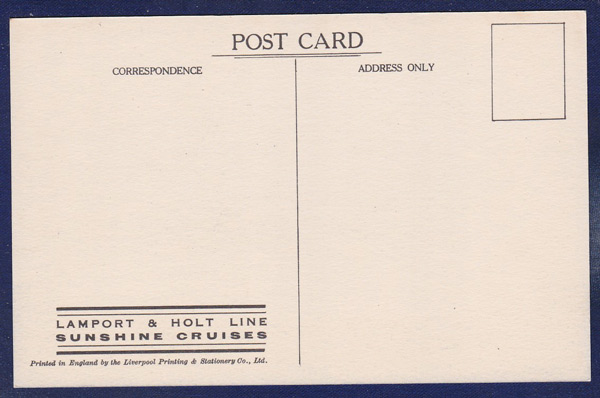 POST CARD
CORRESPONDENCE
ADDRESS ONLY
LAMPORT & HOLT LINE
SUNSHINE CRUISES
Printed in England by the Liverpool Printing & Stationery Co., Ltd.